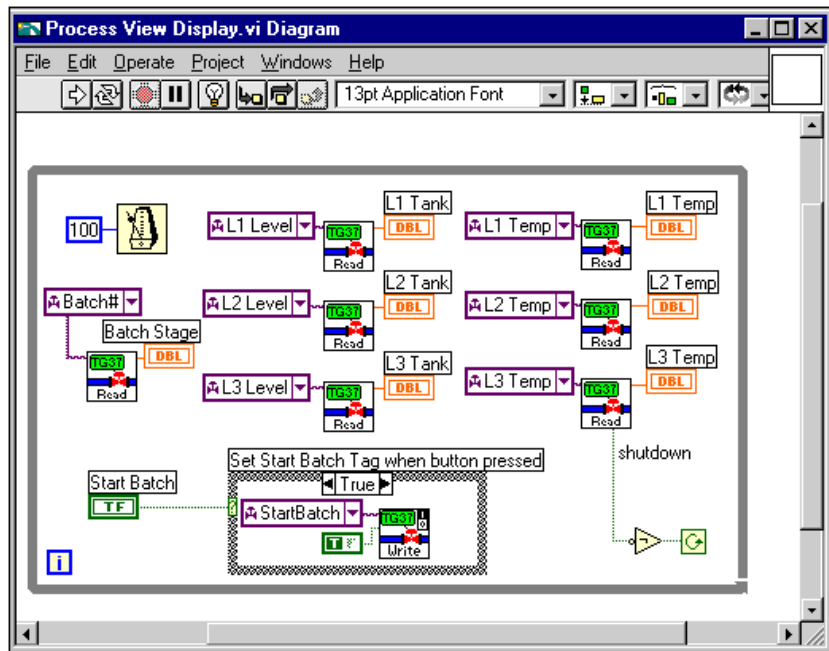 Process View Display.vi Diagram
File Edit Operate Project Windows Help
13pt Application Font
100
L1 Level
TG37
Read
L1 Tank
DBL
L1 Temp
TG37
Read
L1 Temp
DBL
Batch#
TG37
Read
Batch Stage
DBL
L2 Level
TG37
Read
L2 Tank
DBL
L2 Temp
TG37
Read
L2 Temp
DBL
L3 Level
TG37
Read
L3 Tank
DBL
L3 Temp
TG37
Read
L3 Temp
DBL
shutdown
Set Start Batch Tag when button pressed
True
Start Batch
TF
?
StartBatch
TG37
Write
T
i